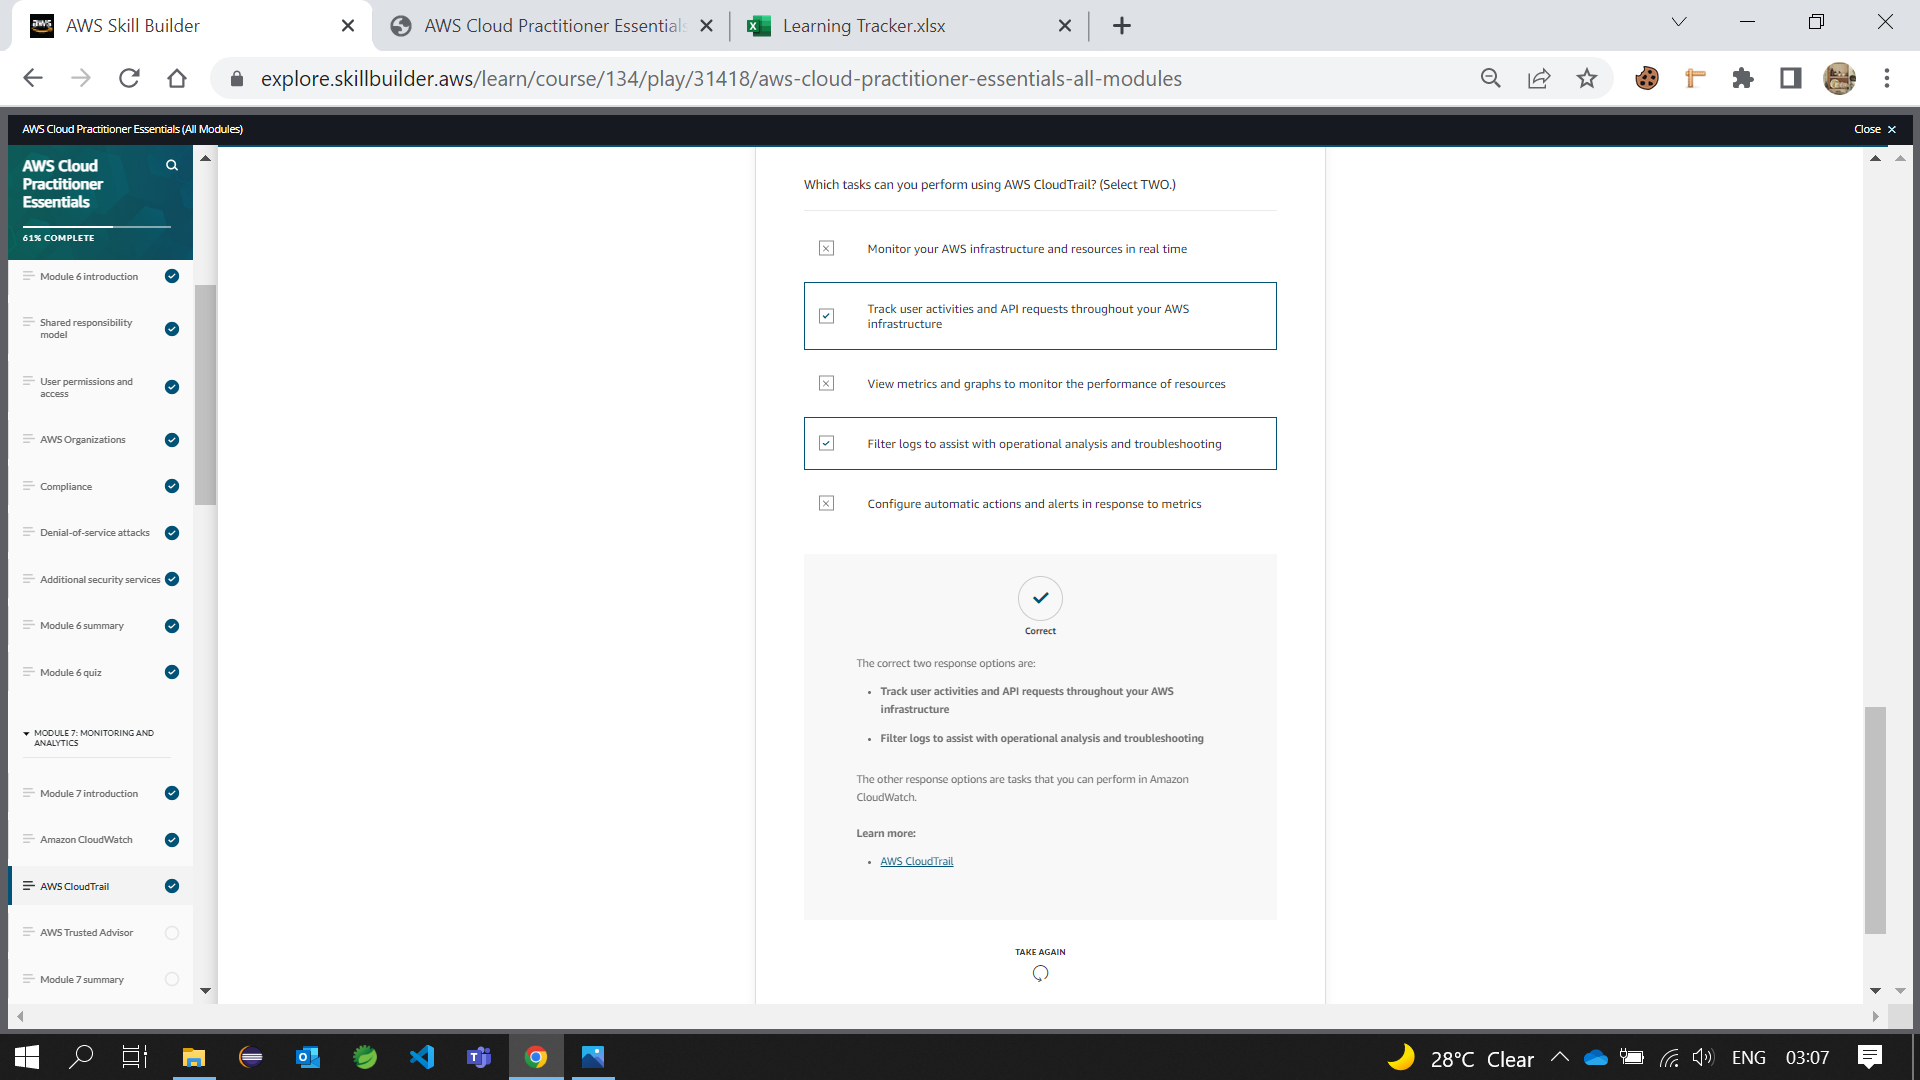 AWS Skill Builder
AWS Cloud Practitioner Essentials
Learning Tracker.xlsx
explore.skillbuilder.aws/learn/course/134/play/31418/aws-cloud-practitioner-essentials-all-modules
AWS Cloud Practitioner Essentials (All Modules)
Close
AWS Cloud
Practitioner
Essentials
61% COMPLETE
Module 6 introduction
Shared responsibility
model
User permissions and
access
AWS Organizations
Compliance
Denial-of-service attacks
Additional security services
Module 6 summary
Module 6 quiz
MODULE 7: MONITORING AND
ANALYTICS
Module 7 introduction
Amazon CloudWatch
AWS CloudTrail
AWS Trusted Advisor
Module 7 summary
Which tasks can you perform using AWS CloudTrail? (Select TWO.)
Monitor your AWS infrastructure and resources in real time
Track user activities and API requests throughout your AWS
infrastructure
View metrics and graphs to monitor the performance of resources
Filter logs to assist with operational analysis and troubleshooting
Configure automatic actions and alerts in response to metrics
Correct
The correct two response options are:
• Track user activities and API requests throughout your AWS
infrastructure
• Filter logs to assist with operational analysis and troubleshooting
The other response options are tasks that you can perform in Amazon
CloudWatch.
Learn more:
• AWS CloudTrail
TAKE AGAIN
28°C Clear
ENG
03:07